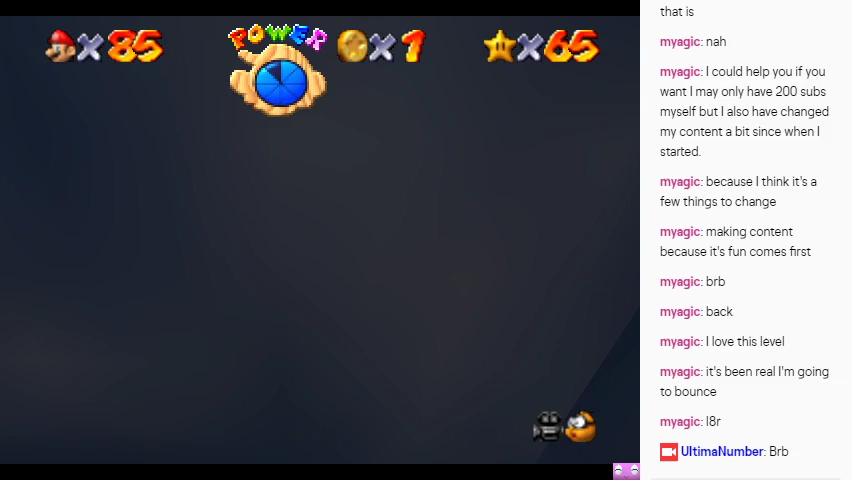 x 85
POWER
x 1
x 65
that is
myagic: nah
myagic: I could help you if you
want I may only have 200 subs
myself but I also have changed
my content a bit since when I
started.
myagic: because I think it's a
few things to change
myagic: making content
because it's fun comes first
myagic: brb
myagic: back
myagic: I love this level
myagic: it's been real I'm going
to bounce
myagic: l8r
UltimaNumber: Brb